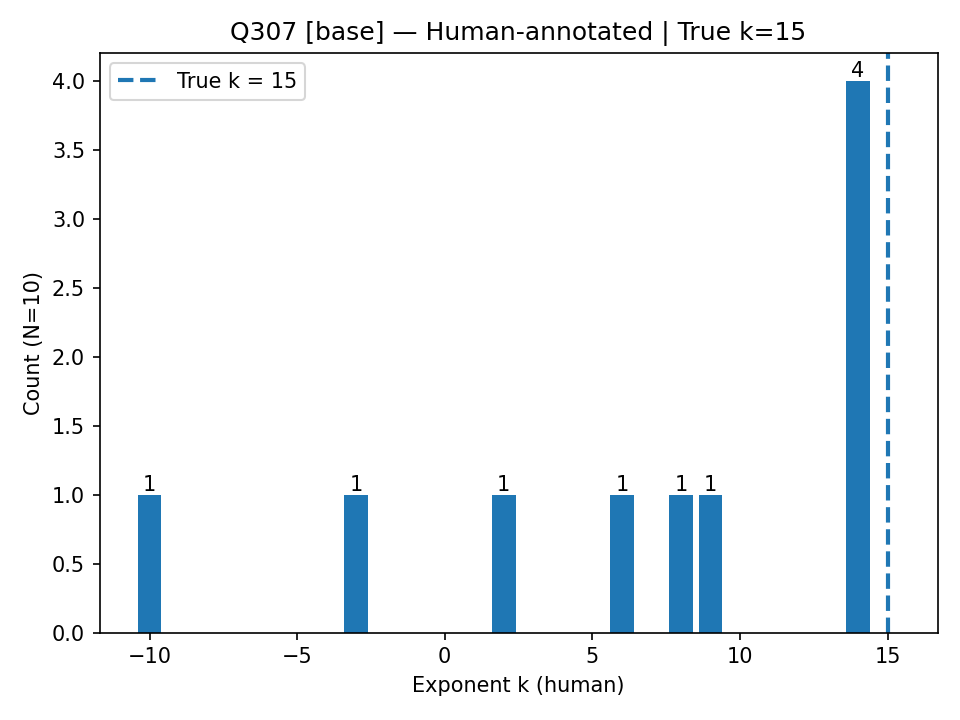 Q307 [base] — Human-annotated | True k=15
True k = 15
4
4.0
3.5
3.0
2.5
2.0
1.5
1.0
0.5
0.0
Count (N=10)
1 1 1 1 1 1
−10 −5 0 5 10 15
Exponent k (human)